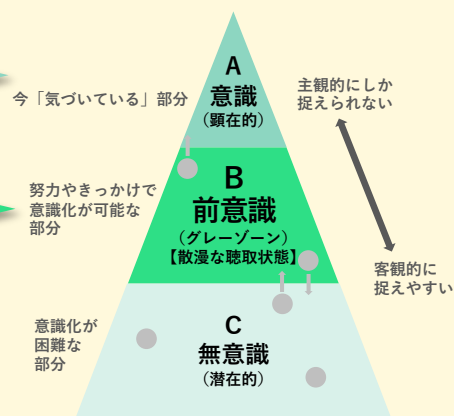 A
意識
（顕在的）
今「気づいている」部分
主観的にしか
捉えられない
B
前意識
（グレーゾーン）
【散漫な聴取状態】
努力やきっかけで
意識化が可能な
部分
客観的に
捉えやすい
C
無意識
（潜在的）
意識化が
困難な
部分